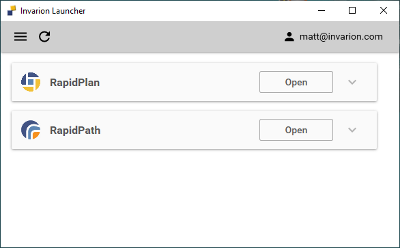 Invarion Launcher
matt@invarion.com
RapidPlan Open
RapidPath Open